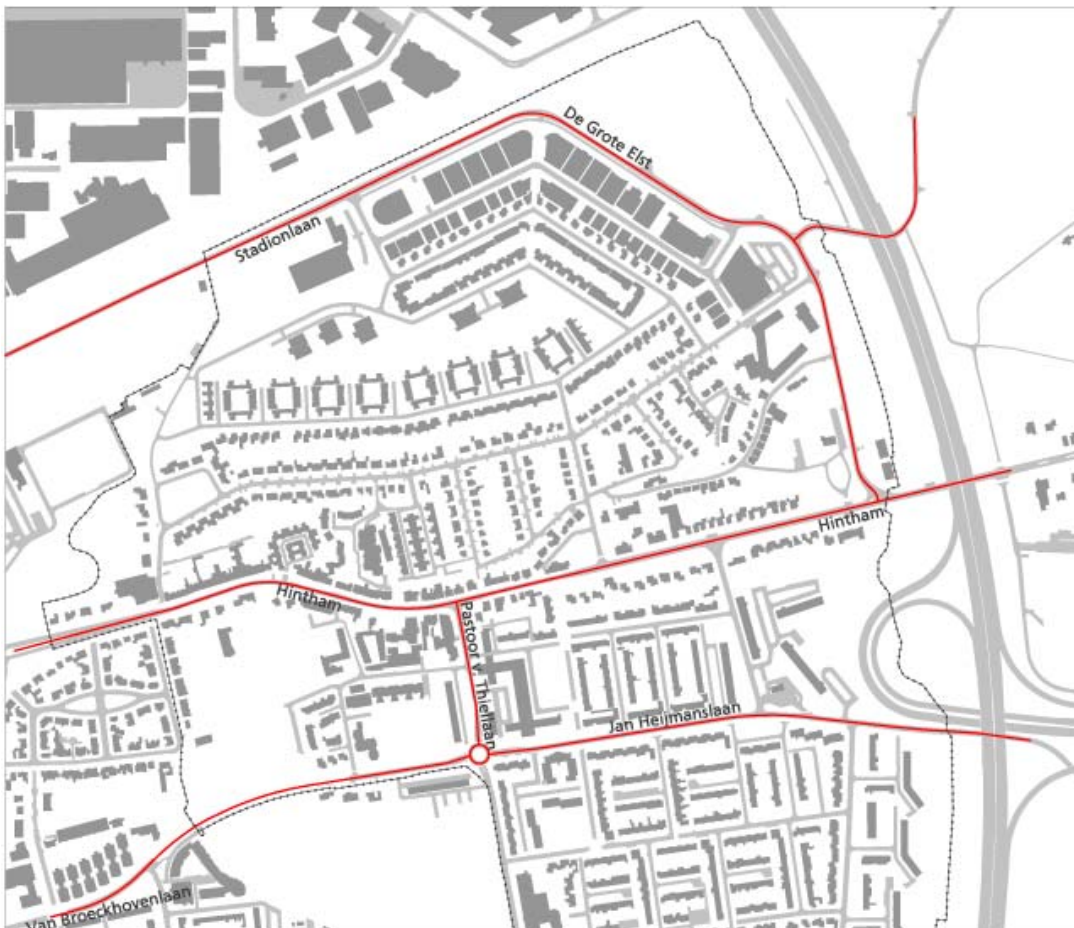 De Grote Elst
Stadionlaan
Hintham
Hintham
Pastoor v. Thiellaan
Jan Heijmanslaan
Van Broeckhovenlaan